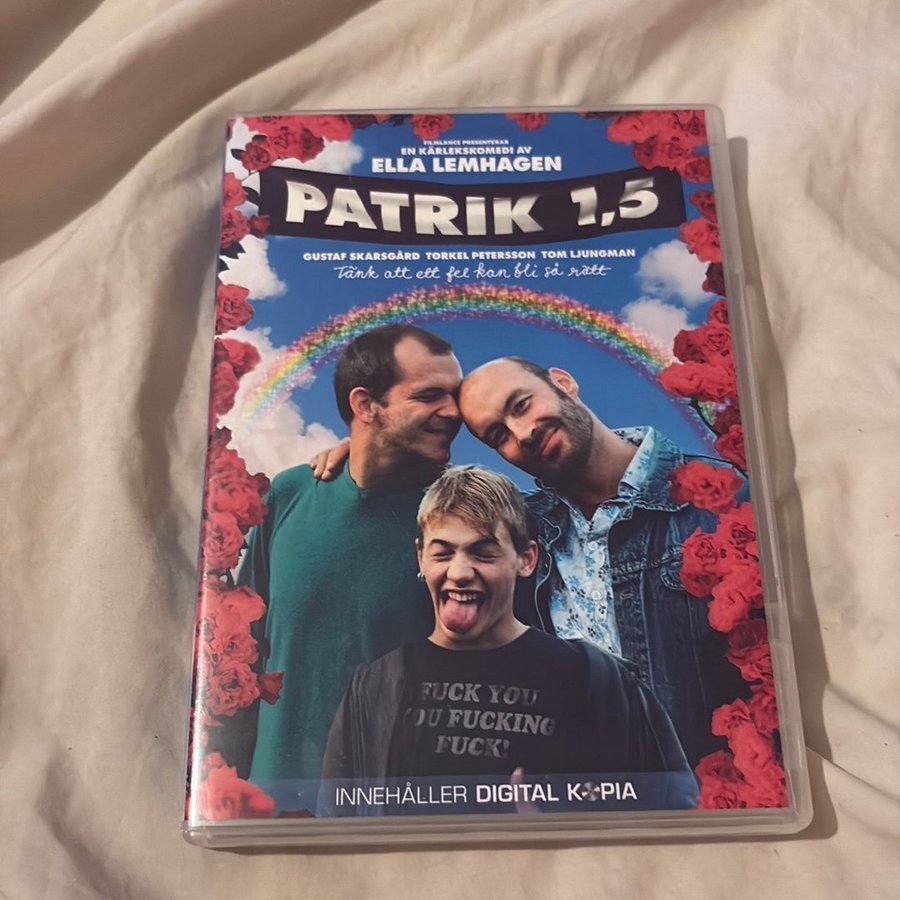 FILMLANCE PRESENTERAR
EN KÄRLEKSKOMEDI AV
ELLA LEMHAGEN
PATRIK 1,5
GUSTAF SKARSGÅRD TORKEL PETERSSON TOM LJUNGMAN
Tänk att ett fel kan bli så rätt
FUCK YOU
OU FUCKING
FUCK!
INNEHÅLLER DIGITAL KOPIA